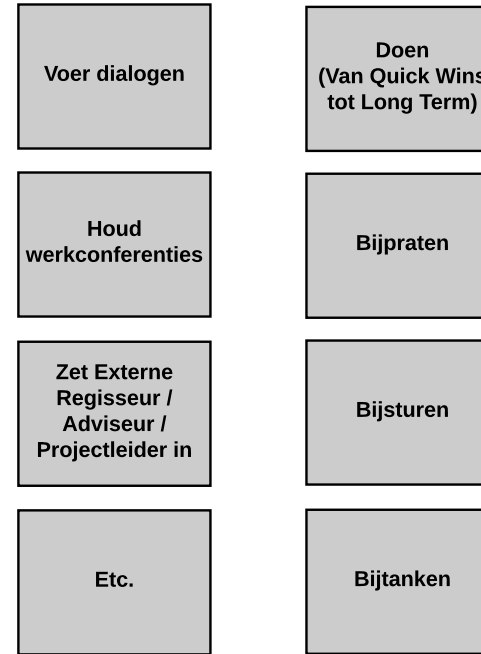 Voer dialogen
Houd
werkconferenties
Zet Externe
Regisseur /
Adviseur /
Projectleider in
Etc.
Doen
(Van Quick Wins
tot Long Term)
Bijpraten
Bijsturen
Bijtanken